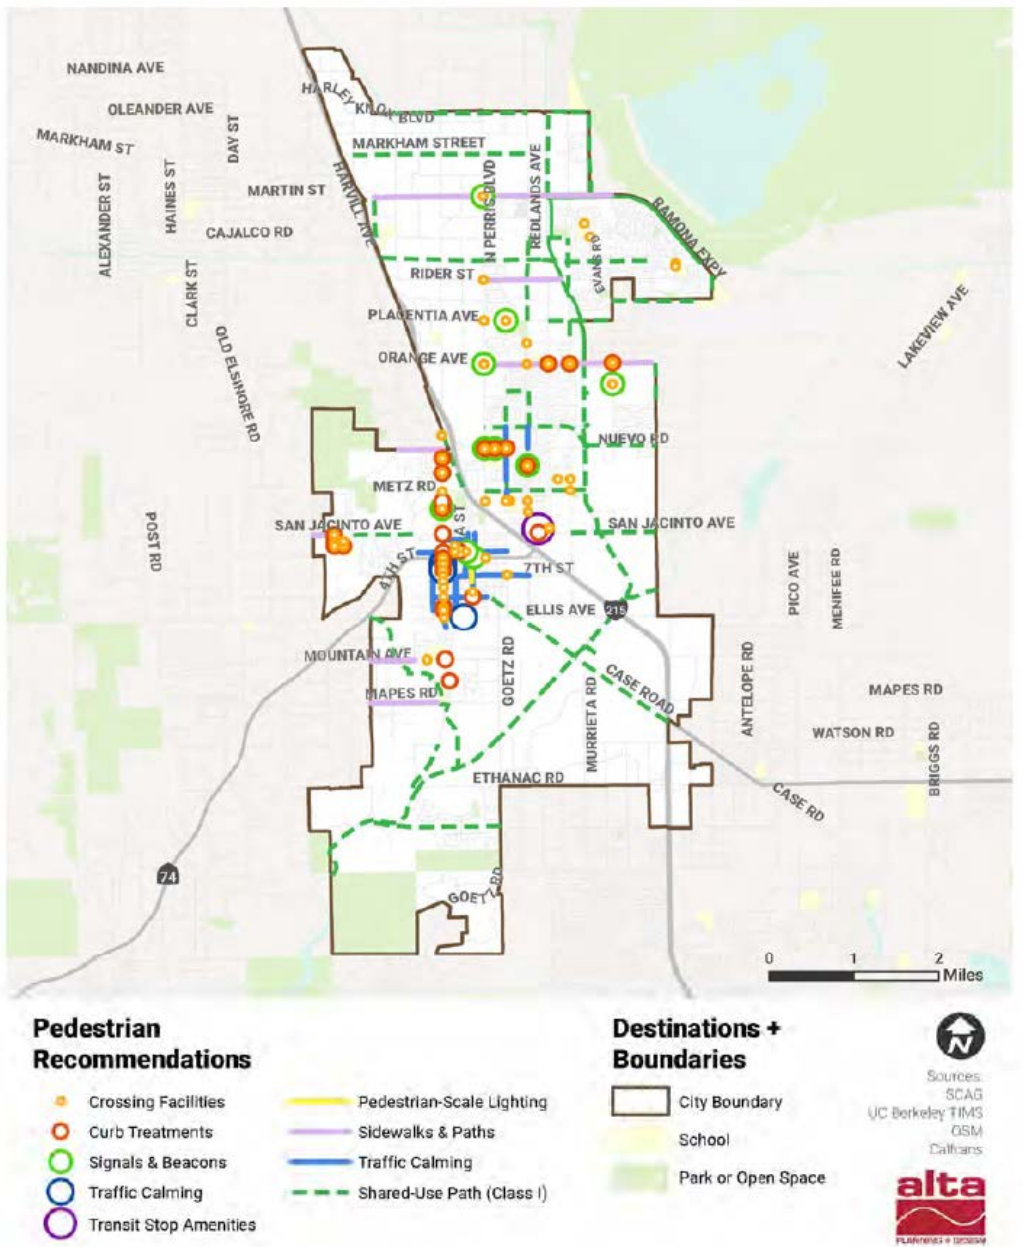 NANDINA AVE
OLEANDER AVE
MARKHAM ST
DAY ST
HAINES ST
ALEXANDER ST
MARTIN ST
CAJALCO RD
CLARK ST
OLD ELSINORE RD
HARLEY KNOX BLVD
MARKHAM STREET
HARVILL AVE
N PERRIS BLVD
REDLANDS AVE
RAMONA EXPY
EVANS RD
RIDER ST
PLACENTIA AVE
ORANGE AVE
LAKEVIEW AVE
NUEVO RD
METZ RD
SAN JACINTO AVE
A ST
SAN JACINTO AVE
POST RD
4TH ST
7TH ST
ELLIS AVE
215
PICO AVE
MENIFEE RD
MOUNTAIN AVE
GOETZ RD
CASE ROAD
MURRIETA RD
ANTELOPE RD
MAPES RD
MAPES RD
WATSON RD
BRIGGS RD
ETHANAC RD
CASE RD
74
GOETZ RD
0 1 2
Miles
Pedestrian
Recommendations
Crossing Facilities
Curb Treatments
Signals & Beacons
Traffic Calming
Transit Stop Amenities
Pedestrian-Scale Lighting
Sidewalks & Paths
Traffic Calming
Shared-Use Path (Class I)
Destinations +
Boundaries
City Boundary
School
Park or Open Space
N
Sources:
SCAG
UC Berkeley TIMS
OSM
Caltrans
alta
PLANNING + DESIGN